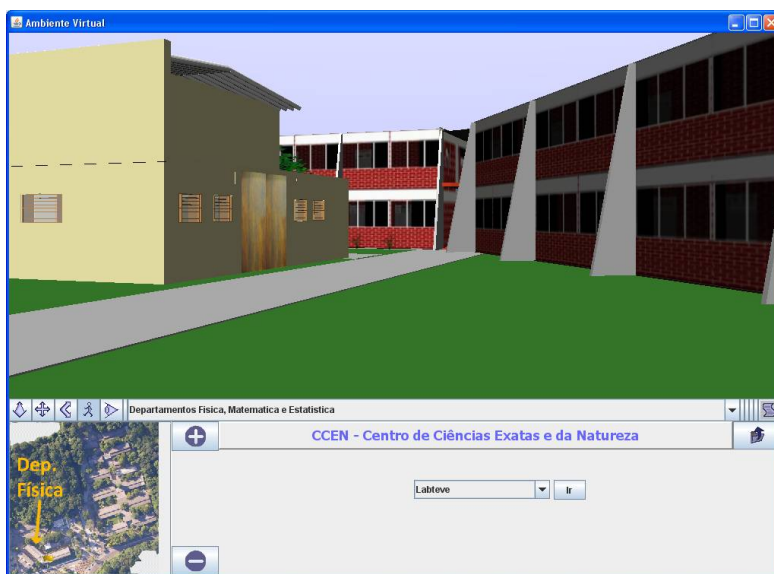 Ambiente Virtual
Departamentos Fisica, Matematica e Estatistica
CCEN - Centro de Ciências Exatas e da Natureza
Dep.
Física
Labteve
Ir